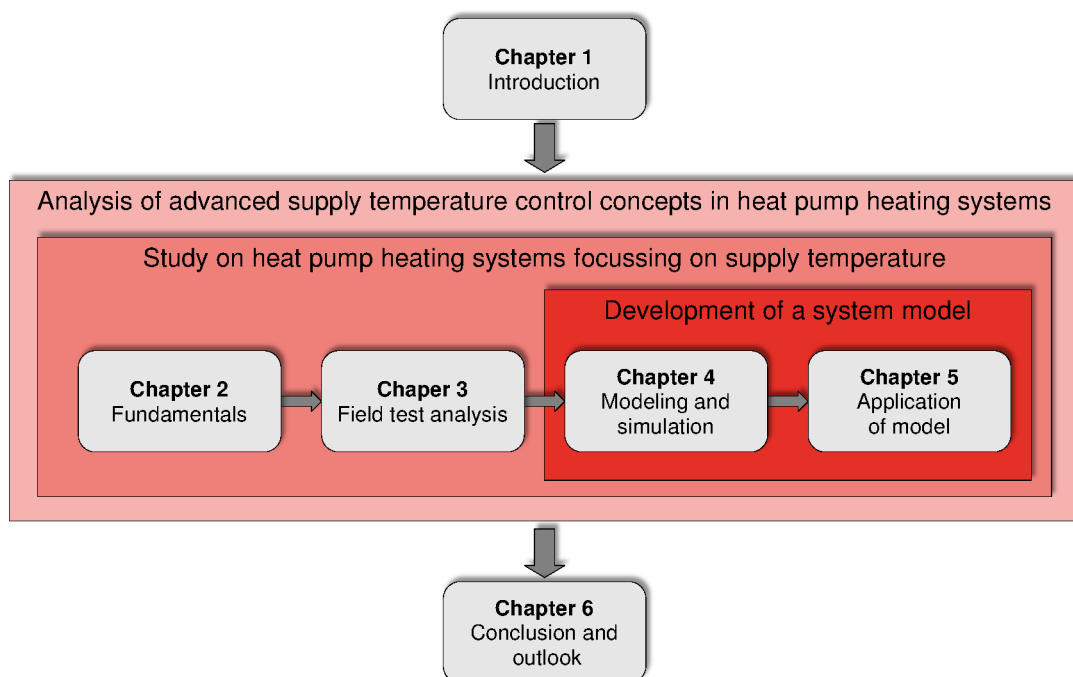 Chapter 1
Introduction
Analysis of advanced supply temperature control concepts in heat pump heating systems
Study on heat pump heating systems focussing on supply temperature
Development of a system model
Chapter 2
Fundamentals
Chaper 3
Field test analysis
Chapter 4
Modeling and
simulation
Chapter 5
Application
of model
Chapter 6
Conclusion and
outlook